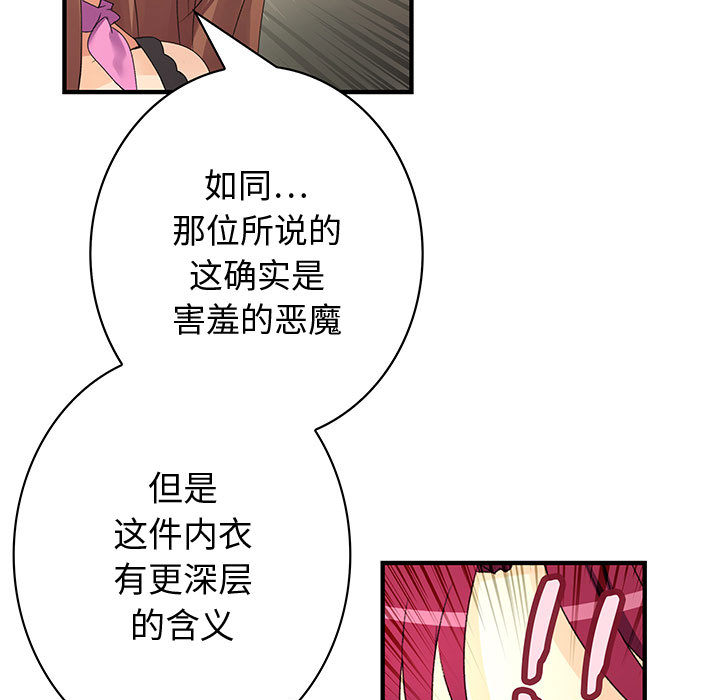 如同...
那位所说的
这确实是
害羞的恶魔
但是
这件内衣
有更深层
的含义